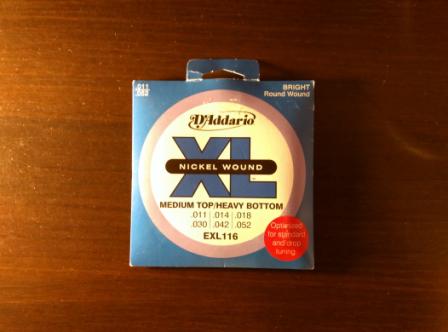 .011
.052
BRIGHT
Round Wound
D'Addario
XL
NICKEL WOUND
MEDIUM TOP/HEAVY BOTTOM
.011 .014 .018
.030 .042 .052
EXL116
Optimized
for standard
and/drop
tuning